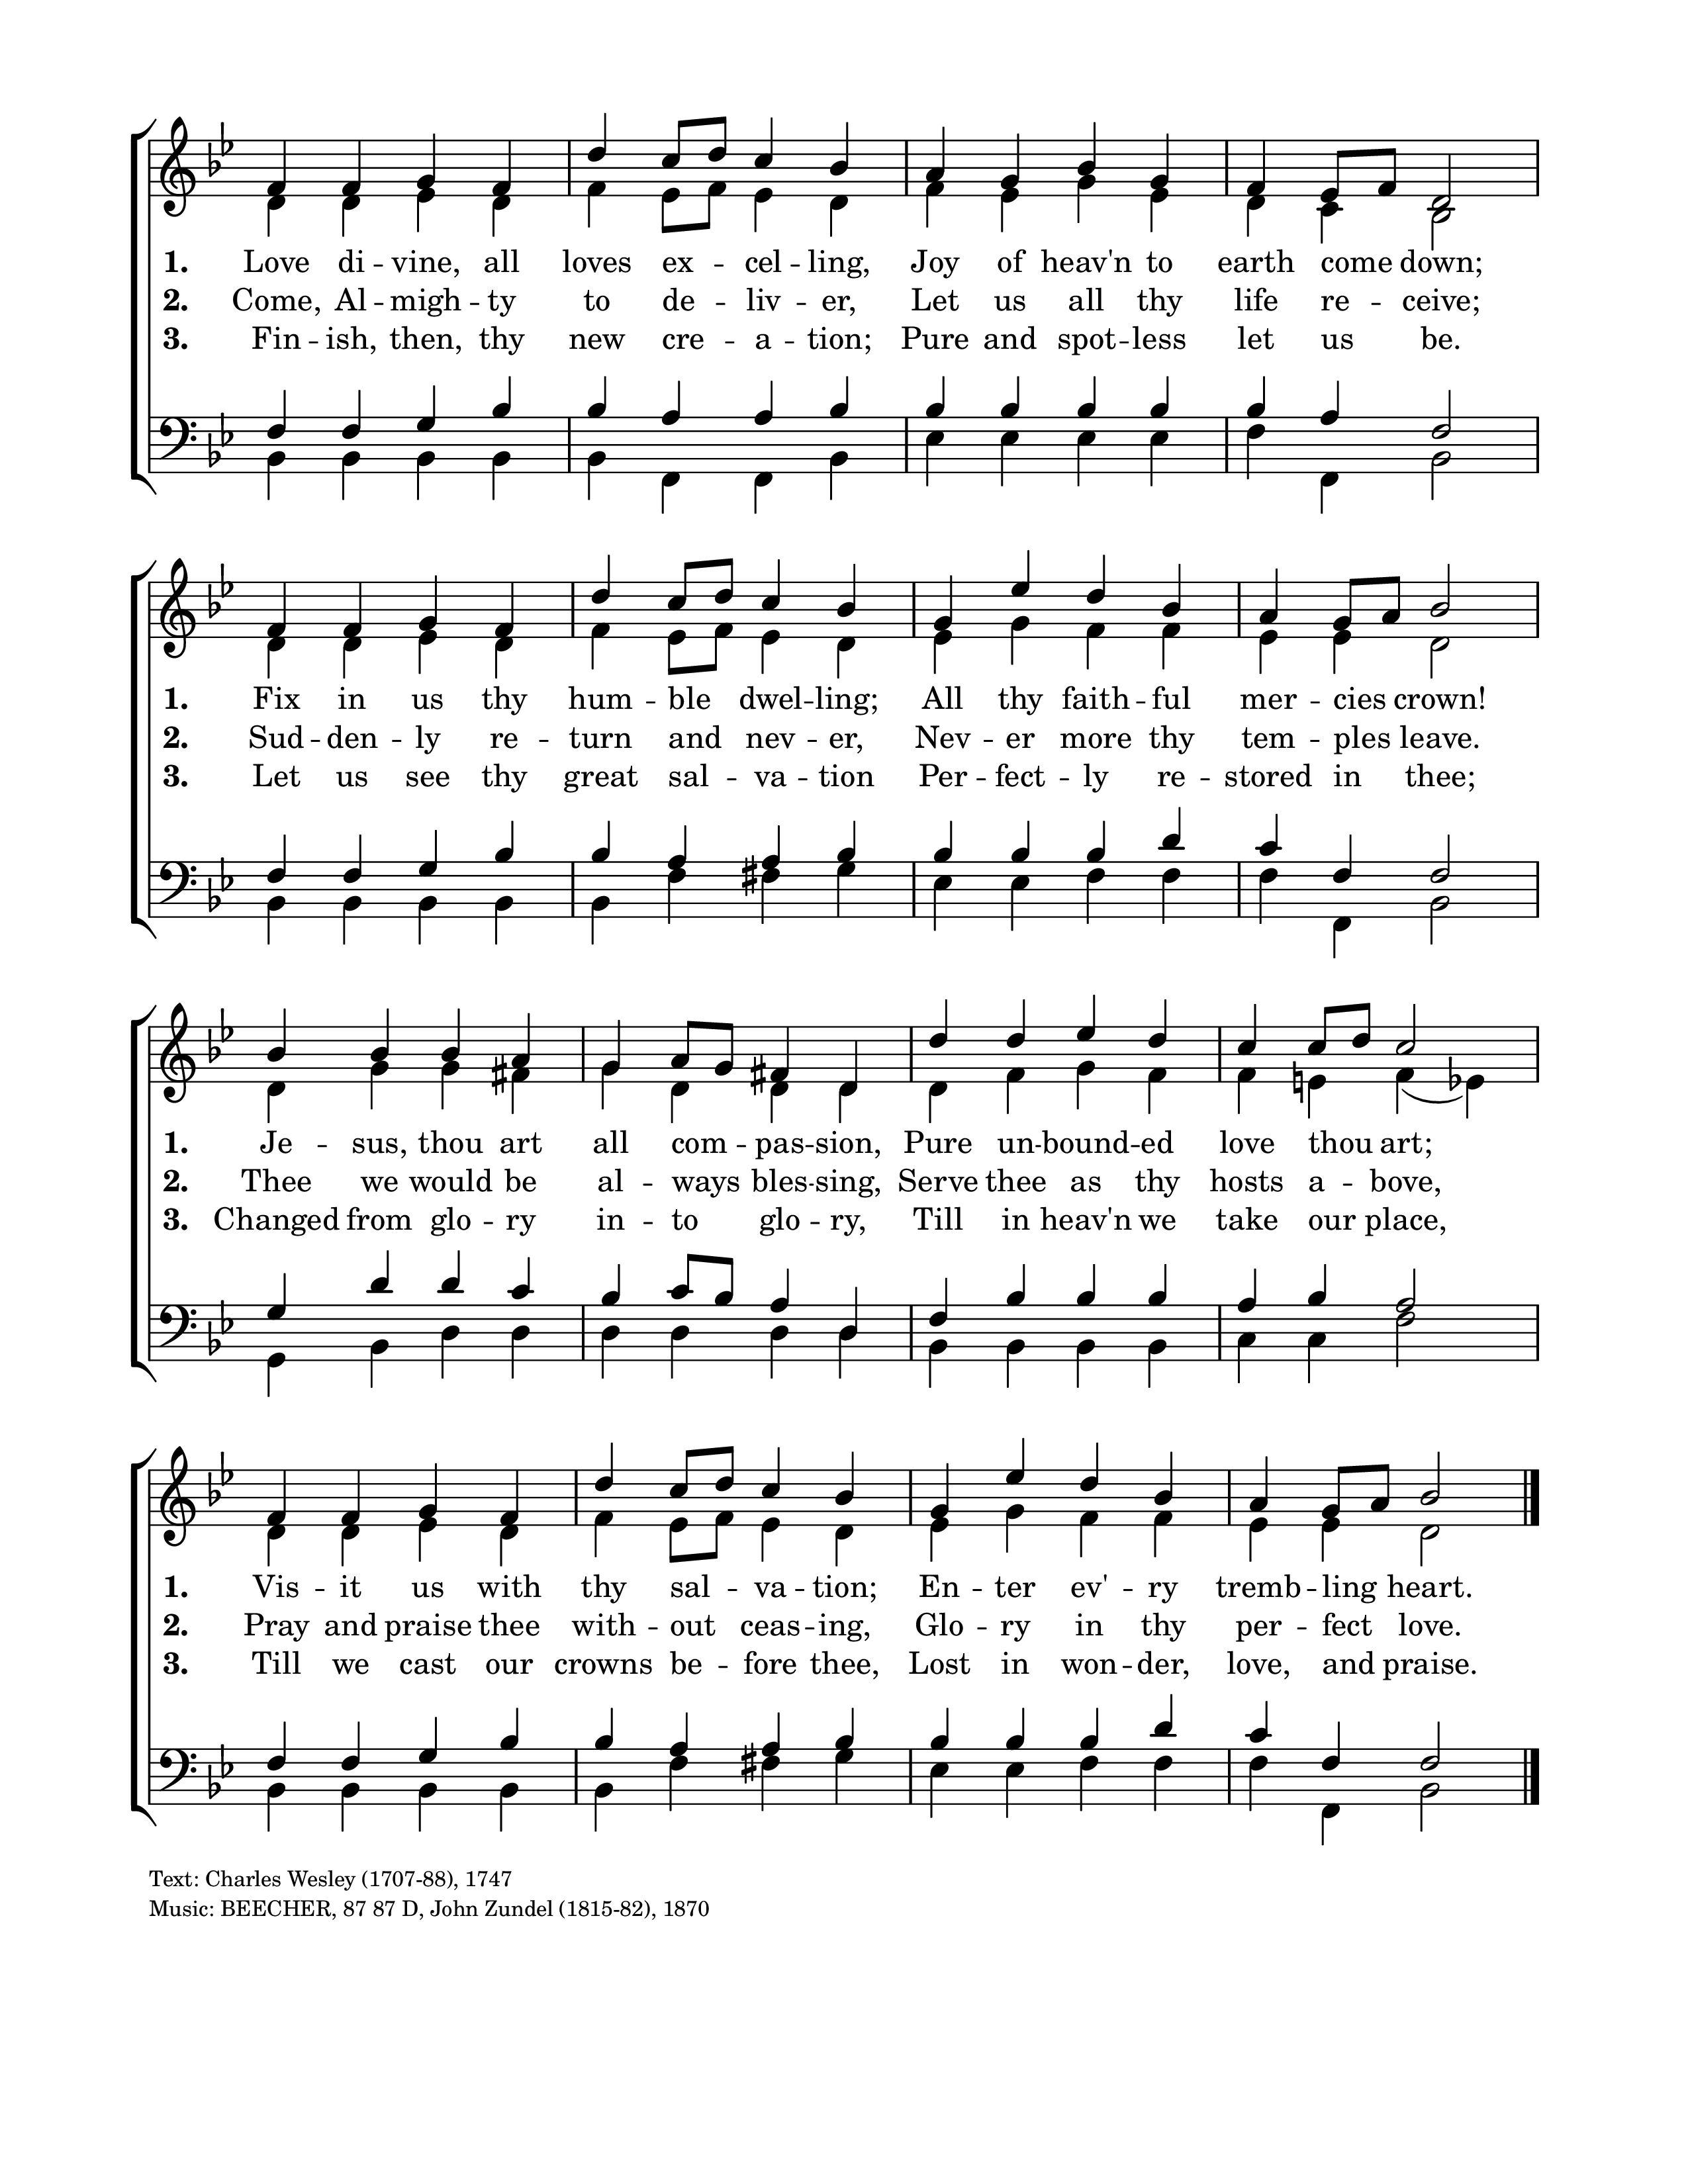 1. Love di -- vine, all loves ex -- cel -- ling, Joy of heav'n to earth come down;
2. Come, Al -- migh -- ty to de -- liv -- er, Let us all thy life re -- ceive;
3. Fin -- ish, then, thy new cre -- a -- tion; Pure and spot -- less let us be.
1. Fix in us thy hum -- ble dwel -- ling; All thy faith -- ful mer -- cies crown!
2. Sud -- den -- ly re -- turn and nev -- er, Nev -- er more thy tem -- ples leave.
3. Let us see thy great sal -- va -- tion Per -- fect -- ly re -- stored in thee;
1. Je -- sus, thou art all com -- pas -- sion, Pure un -- bound -- ed love thou art;
2. Thee we would be al -- ways bles -- sing, Serve thee as thy hosts a -- bove,
3. Changed from glo -- ry in -- to glo -- ry, Till in heav'n we take our place,
1. Vis -- it us with thy sal -- va -- tion; En -- ter ev' -- ry tremb -- ling heart.
2. Pray and praise thee with -- out ceas -- ing, Glo -- ry in thy per -- fect love.
3. Till we cast our crowns be -- fore thee, Lost in won -- der, love, and praise.
Text: Charles Wesley (1707-88), 1747
Music: BEECHER, 87 87 D, John Zundel (1815-82), 1870